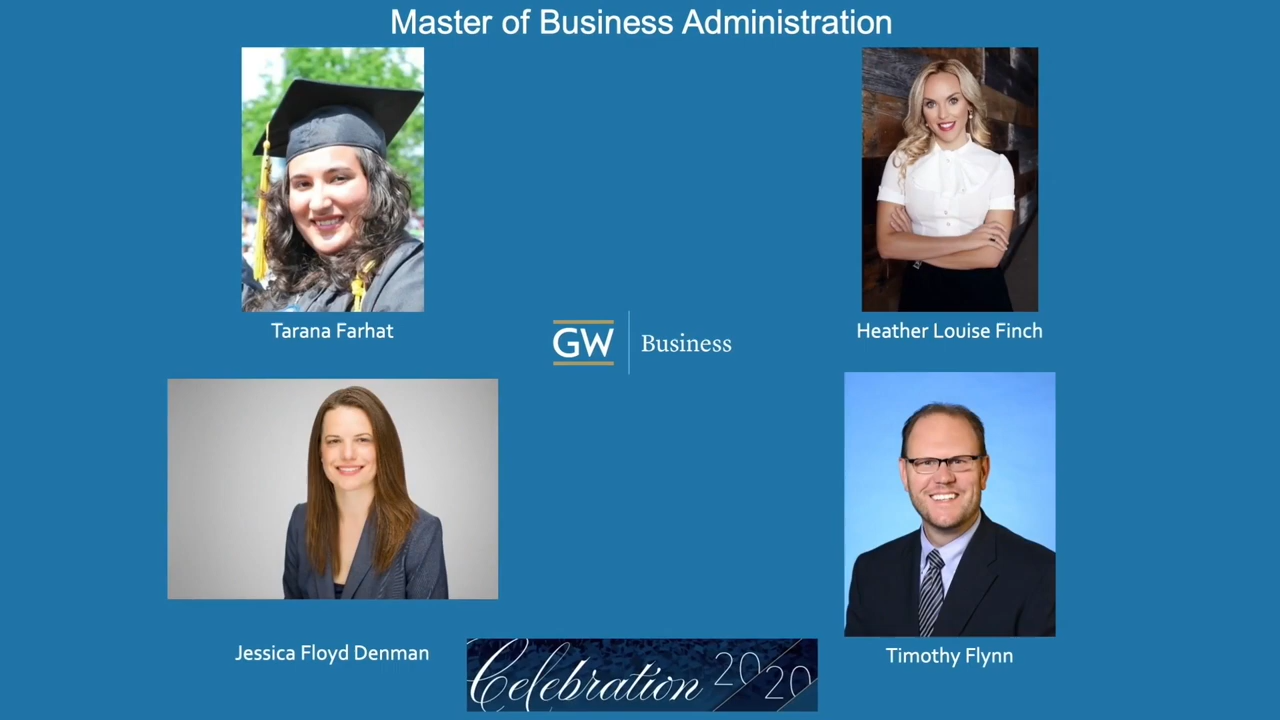 Master of Business Administration
Tarana Farhat
Heather Louise Finch
GW Business
Jessica Floyd Denman
Timothy Flynn
Celebration 2020